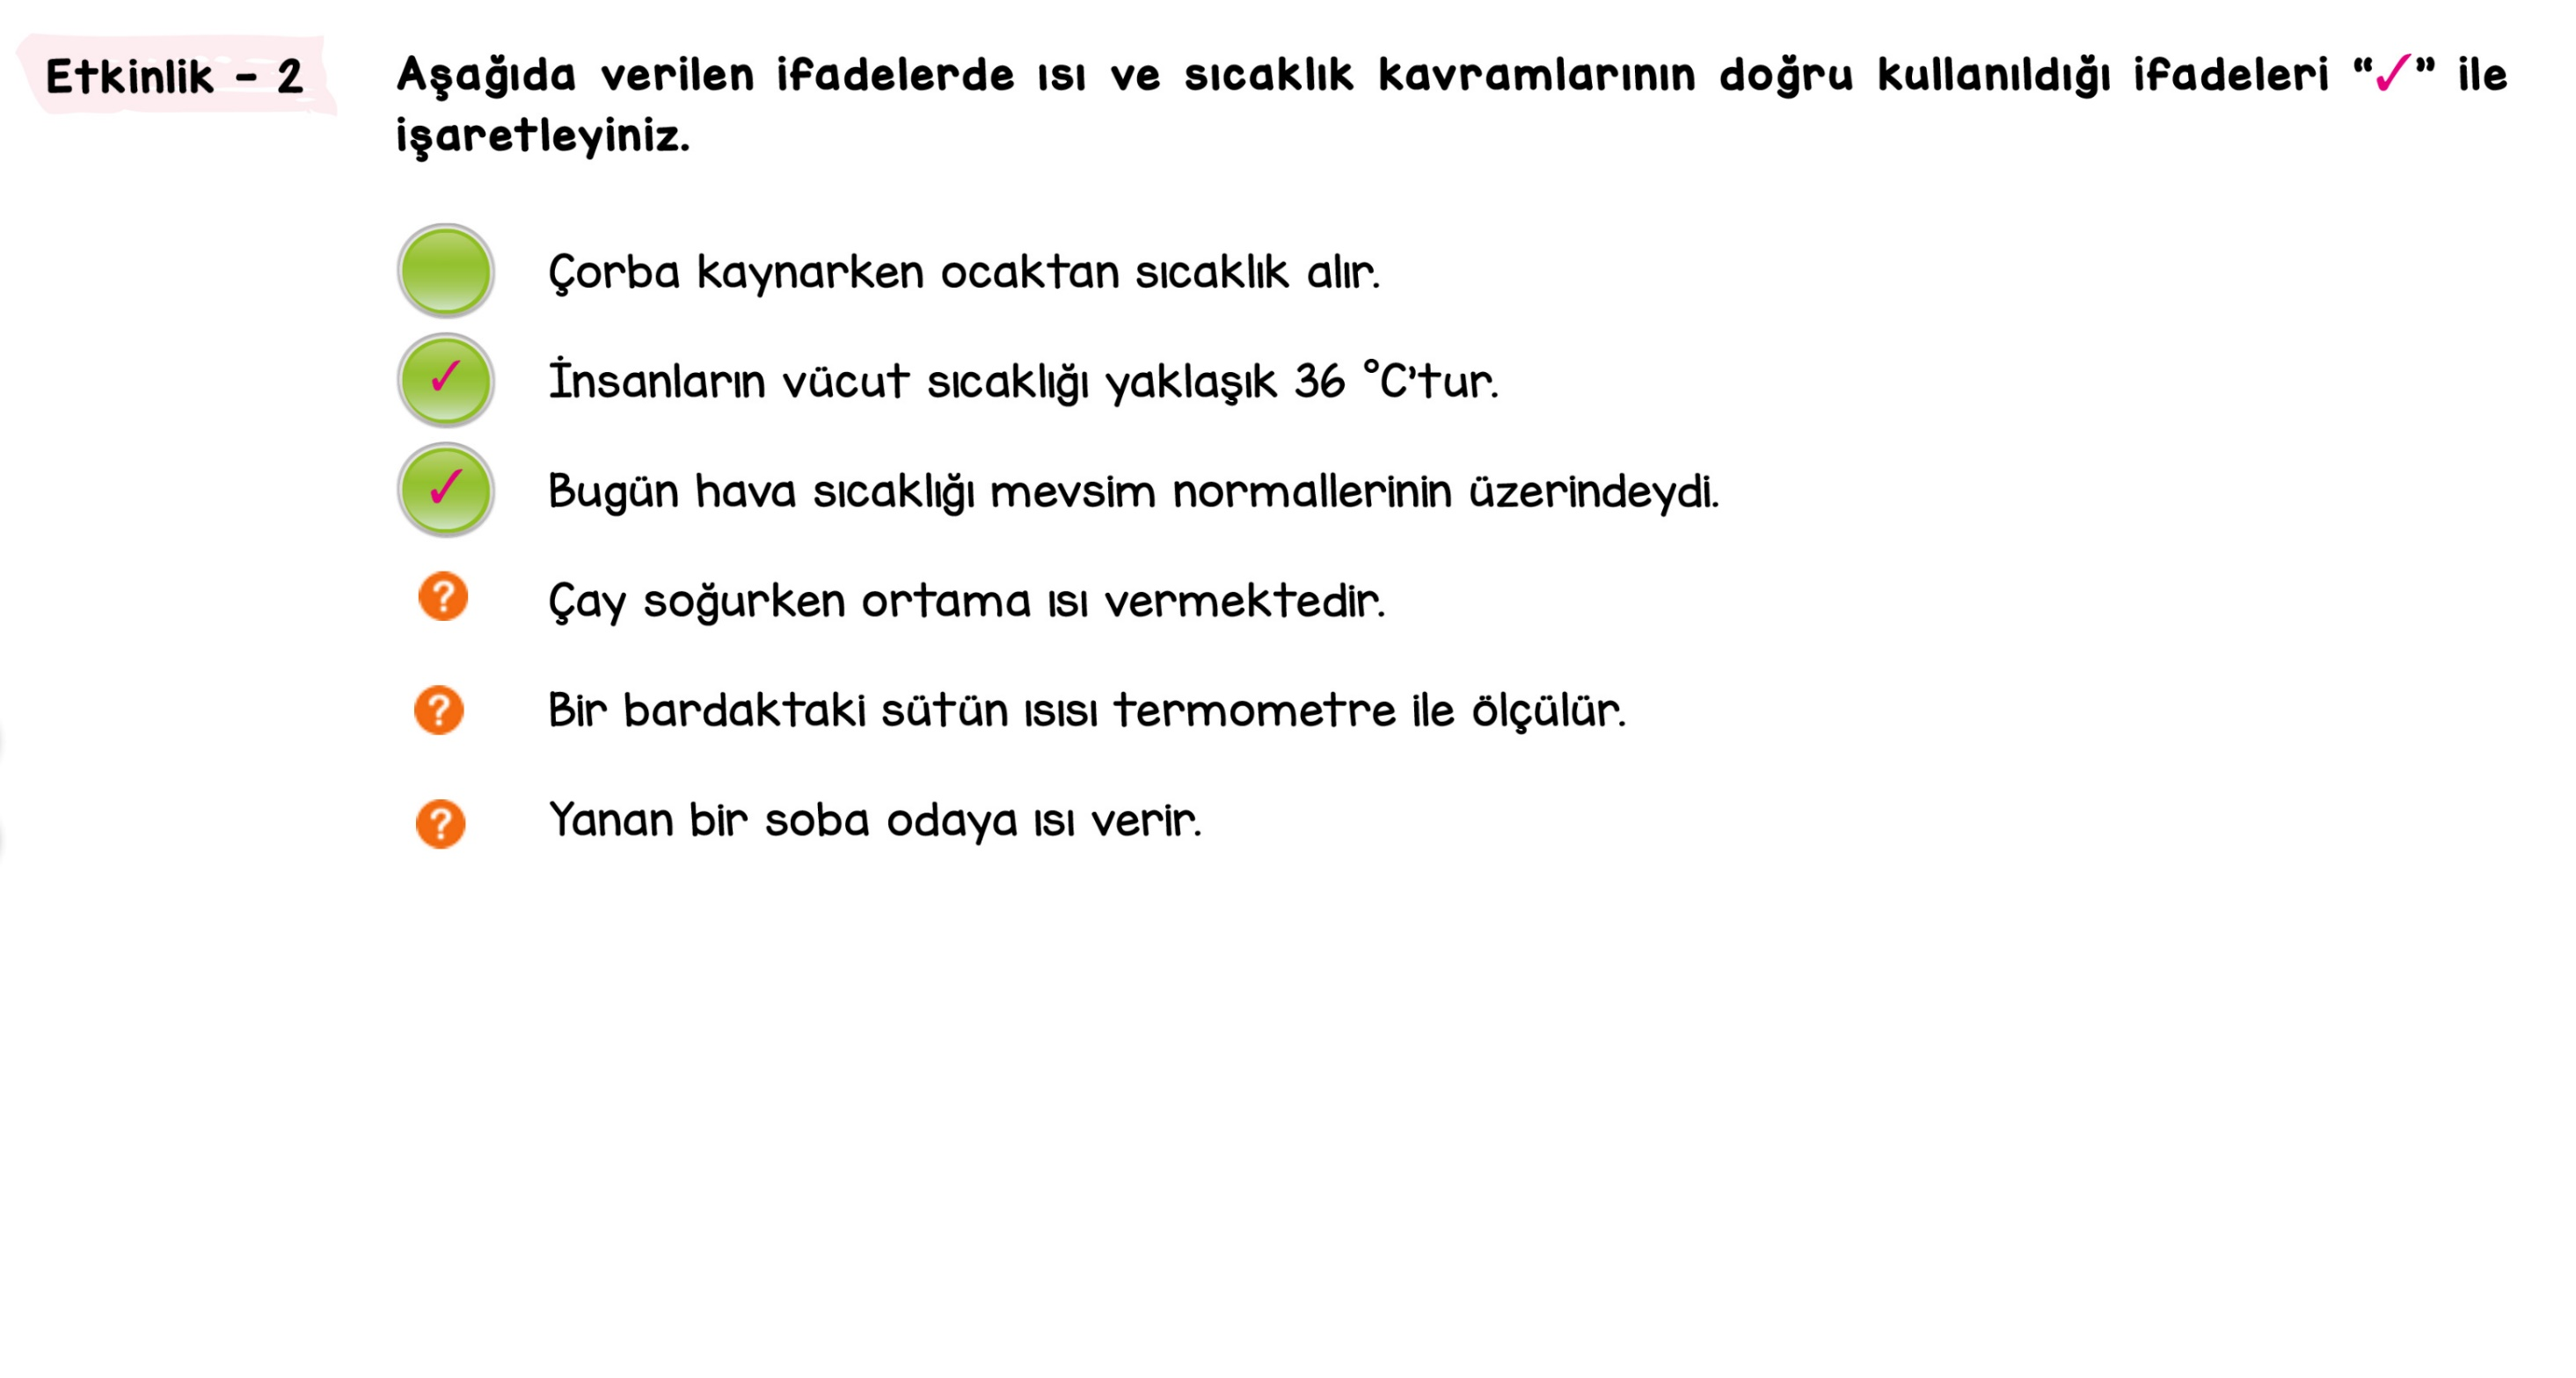 Etkinlik - 2
Aşağıda verilen ifadelerde ısı ve sıcaklık kavramlarının doğru kullanıldığı ifadeleri “✓” ile
işaretleyiniz.
Çorba kaynarken ocaktan sıcaklık alır.
✓ İnsanların vücut sıcaklığı yaklaşık 36 °C'tur.
✓ Bugün hava sıcaklığı mevsim normallerinin üzerindeydi.
? Çay soğurken ortama ısı vermektedir.
? Bir bardaktaki sütün ısısı termometre ile ölçülür.
? Yanan bir soba odaya ısı verir.